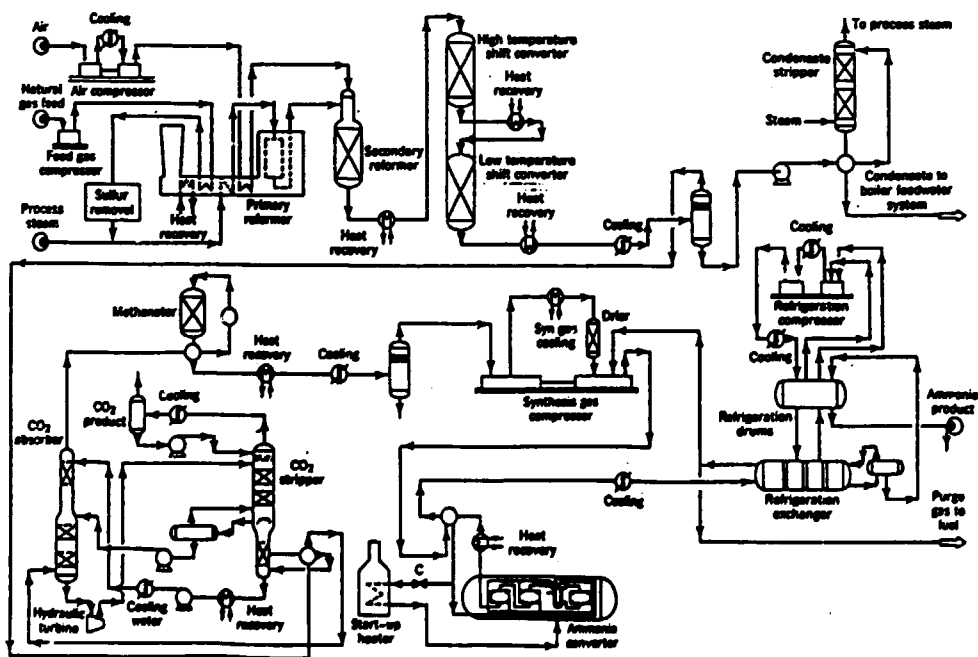 Air
Cooling
Air compressor
Natural
gas feed
Feed gas
compressor
Sulfur
removal
Process
steam
Heat
recovery
Primary
reformer
Secondary
reformer
Heat
recovery
High temperature
shift converter
Heat
recovery
Low temperature
shift converter
Heat
recovery
Cooling
To process steam
Condensate
stripper
Steam
Condensate to
boiler feedwater
system
Cooling
Refrigeration
compressor
Cooling
Refrigeration
drums
Ammonia
product
Refrigeration
exchanger
Purge
gas to
fuel
Methanator
Heat
recovery
Cooling
Syn gas
cooling
Drier
Synthesis gas
compressor
CO₂
product
Cooling
CO₂
absorber
CO₂
stripper
Hydraulic
turbine
Cooling
water
Heat
recovery
Cooling
Heat
recovery
C
Start-up
heater
Ammonia
converter